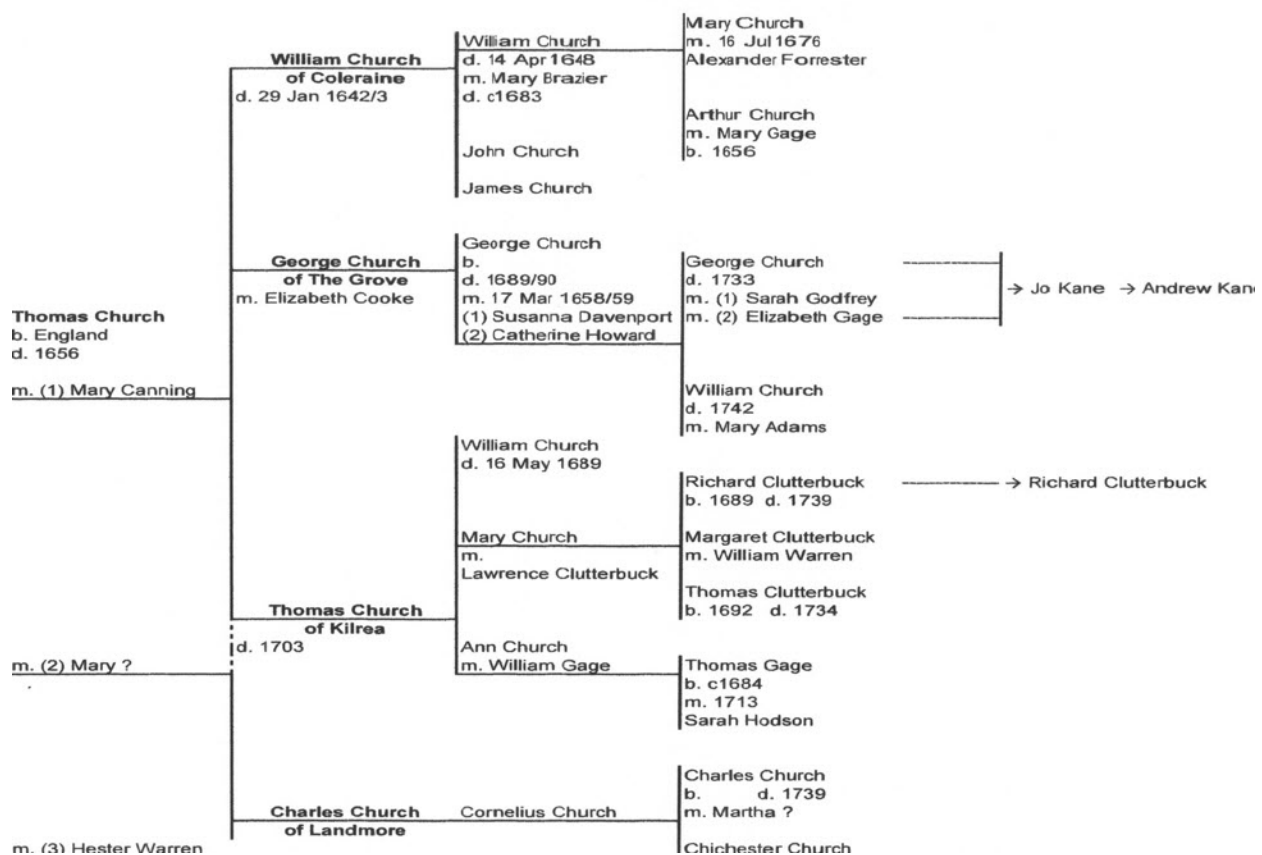 Thomas Church
b. England
d. 1656
m. (1) Mary Canning
m. (2) Mary ?
m. (3) Hester Warren
William Church
of Coleraine
d. 29 Jan 1642/3
George Church
of The Grove
m. Elizabeth Cooke
Thomas Church
of Kilrea
d. 1703
Charles Church
of Landmore
William Church
d. 14 Apr 1648
m. Mary Brazier
d. c1683
John Church
James Church
George Church
b.
d. 1689/90
m. 17 Mar 1658/59
(1) Susanna Davenport
(2) Catherine Howard
William Church
d. 16 May 1689
Mary Church
m.
Lawrence Clutterbuck
Ann Church
m. William Gage
Cornelius Church
Mary Church
m. 16 Jul 1676
Alexander Forrester
Arthur Church
m. Mary Gage
b. 1656
George Church
d. 1733
m. (1) Sarah Godfrey
m. (2) Elizabeth Gage
→ Jo Kane → Andrew Kan
William Church
d. 1742
m. Mary Adams
Richard Clutterbuck → Richard Clutterbuck
b. 1689 d. 1739
Margaret Clutterbuck
m. William Warren
Thomas Clutterbuck
b. 1692 d. 1734
Thomas Gage
b. c1684
m. 1713
Sarah Hodson
Charles Church
b. d. 1739
m. Martha ?
Chichester Church